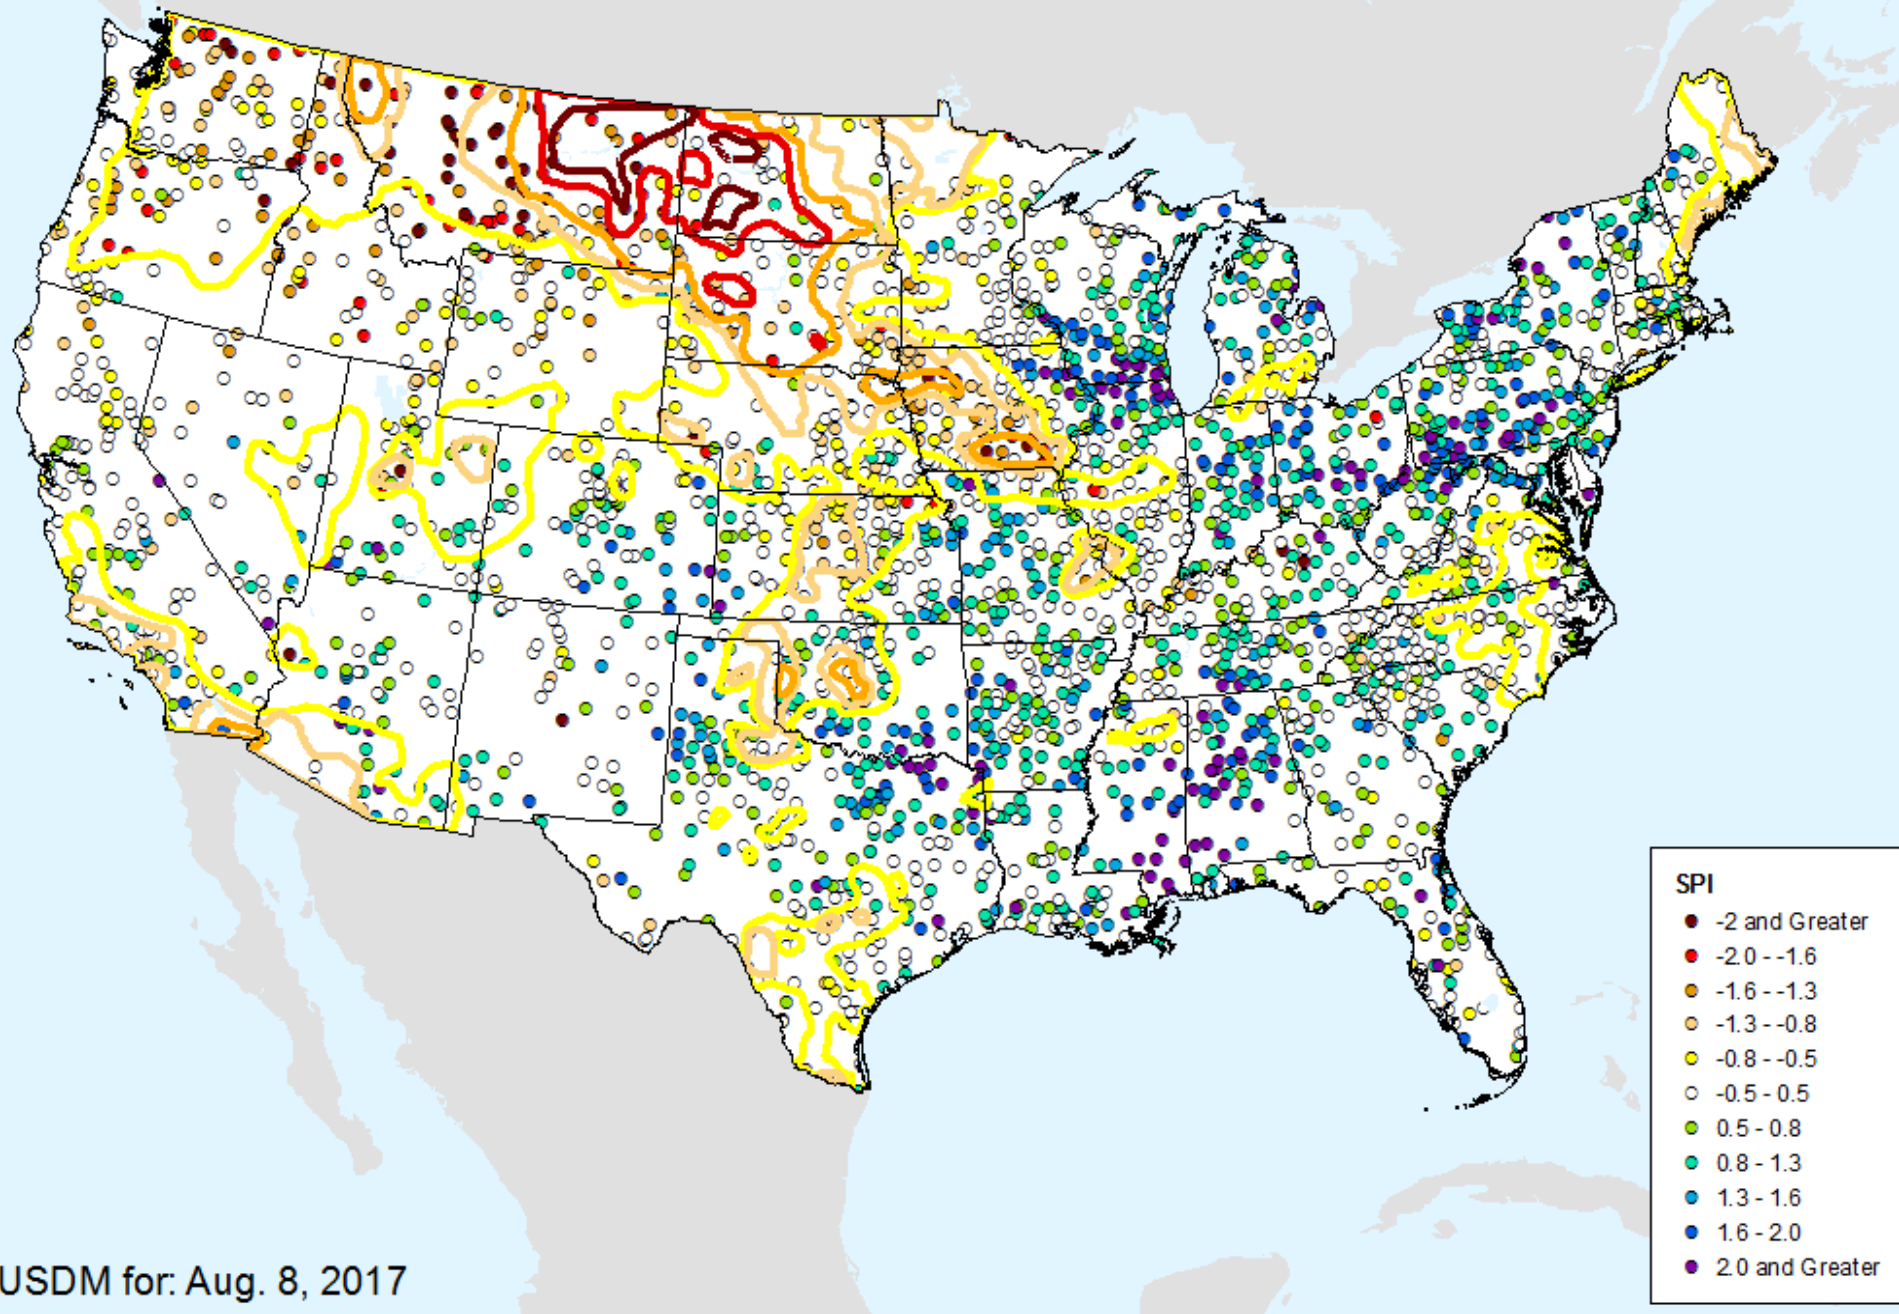 SPI
-2 and Greater
-2.0 - -1.6
-1.6 - -1.3
-1.3 - -0.8
-0.8 - -0.5
-0.5 - 0.5
0.5 - 0.8
0.8 - 1.3
1.3 - 1.6
1.6 - 2.0
2.0 and Greater
USDM for: Aug. 8, 2017